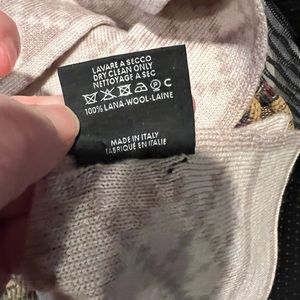 LAVARE A SECCO
DRY CLEAN ONLY
NETTOYAGE A SEC
P C
100% LANA-WOOL-LAINE
MADE IN ITALY
FABRIQUÉ EN ITALIE